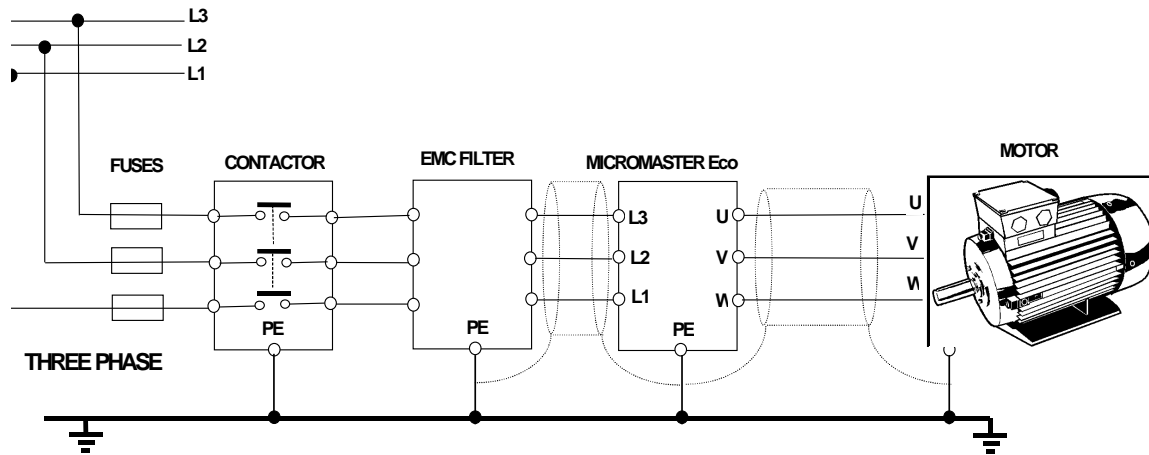 L3
L2
L1
FUSES
CONTACTOR
EMC FILTER
MICROMASTER Eco
MOTOR
L3
U
U
L2
V
V
L1
W
W
PE
PE
PE
THREE PHASE